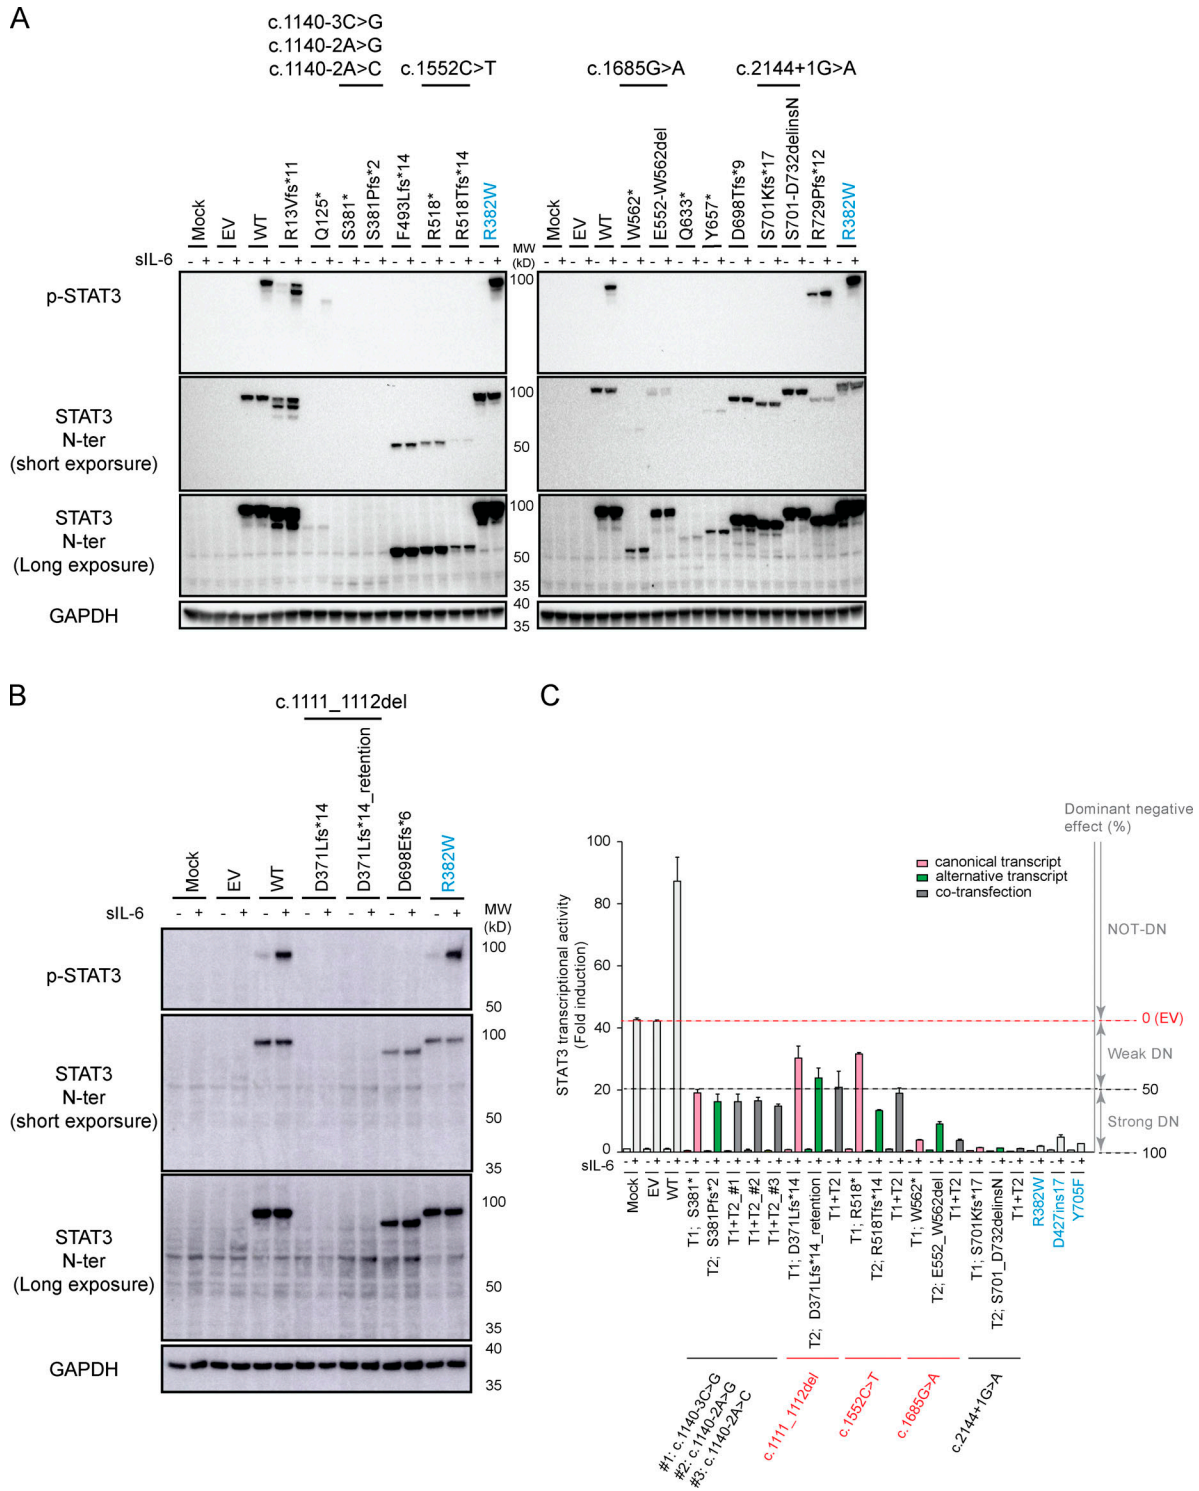 A
c.1140-3C>G
c.1140-2A>G
c.1140-2A>C
c.1552C>T
c.1685G>A
c.2144+1G>A
Mock
EV
WT
R13Vfs*11
Q125*
S381*
S381Pfs*2
F493Lfs*14
R518*
R518Tfs*14
R382W
Mock
EV
WT
W562*
E552-W562del
Q633*
Y657*
D698Tfs*9
S701Kfs*17
S701-D732delinsN
R729Pfs*12
R382W
sIL-6
- + - + - + - + - + - + - + - + - + - + - +
MW
(kD)
- + - + - + - + - + - + - + - + - + - + - + - +
p-STAT3
100
STAT3
N-ter
(short exporsure)
100
50
STAT3
N-ter
(Long exposure)
100
50
35
GAPDH
40
35
B
c.1111_1112del
Mock
EV
WT
D371Lfs*14
D371Lfs*14_retention
D698Efs*6
R382W
sIL-6
- + - + - + - + - + - + - +
MW
(kD)
p-STAT3
100
50
STAT3
N-ter
(short exporsure)
100
50
35
STAT3
N-ter
(Long exposure)
100
50
35
GAPDH
40
35
C
Dominant negative
effect (%)
STAT3 transcriptional activity
(Fold induction)
100
80
60
40
20
0
canonical transcript
alternative transcript
co-transfection
NOT-DN
0 (EV)
Weak DN
50
Strong DN
100
sIL-6
- + - + - + - + - + - + - + - + - + - + - + - + - + - + - + - + - + - + - + - + - + - + - + - +
Mock
EV
WT
T1; S381*
T2; S381Pfs*2
T1+T2_#1
T1+T2_#2
T1+T2_#3
T1; D371Lfs*14
T2; D371Lfs*14_retention
T1+T2
T1; R518*
T2; R518Tfs*14
T1+T2
T1; W562*
T2; E552_W562del
T1+T2
T1; S701Kfs*17
T2; S701_D732delinsN
T1+T2
R382W
D427ins17
Y705F
#1: c.1140-3C>G
#2: c.1140-2A>G
#3: c.1140-2A>C
c.1111_1112del
c.1552C>T
c.1685G>A
c.2144+1G>A